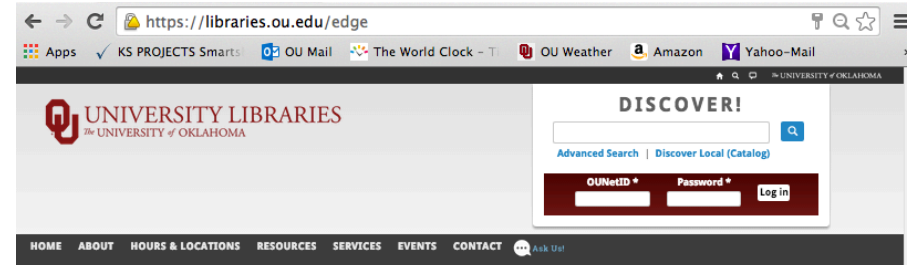 https://libraries.ou.edu/edge
Apps KS PROJECTS Smarts OU Mail The World Clock - T OU Weather Amazon Yahoo-Mail
The UNIVERSITY of OKLAHOMA
UNIVERSITY LIBRARIES
The UNIVERSITY of OKLAHOMA
DISCOVER!
Advanced Search | Discover Local (Catalog)
OUNetID * Password *
Log in
HOME ABOUT HOURS & LOCATIONS RESOURCES SERVICES EVENTS CONTACT Ask Us!